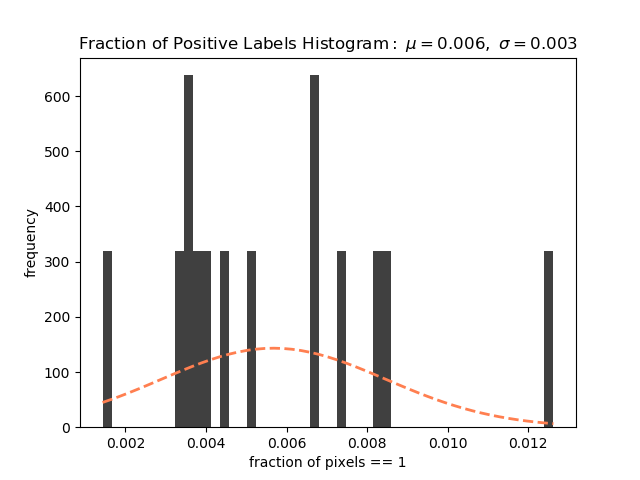 Fraction of Positive Labels Histogram : μ = 0.006, σ = 0.003
600
500
400
300
200
100
0
frequency
0.002 0.004 0.006 0.008 0.010 0.012
fraction of pixels == 1